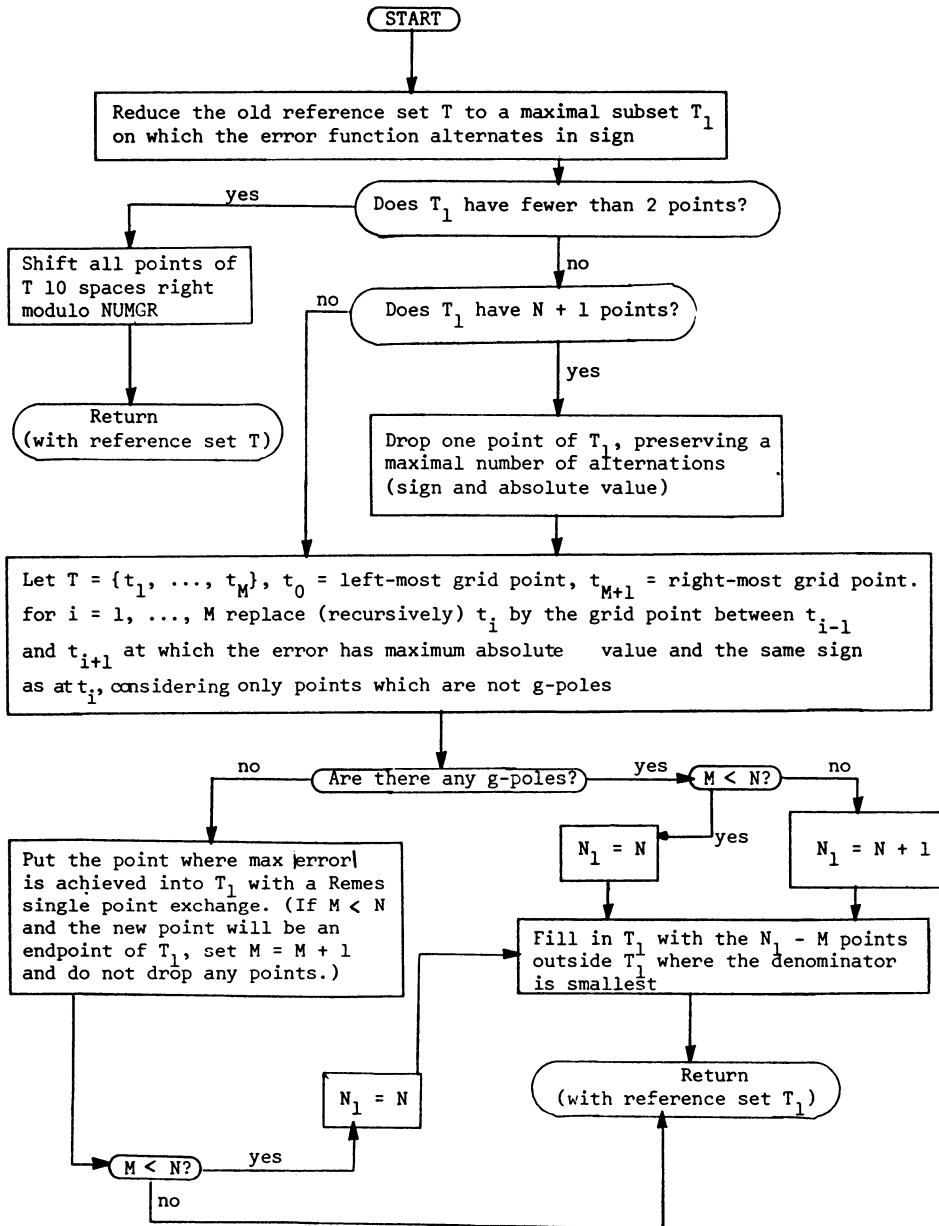 START
Reduce the old reference set T to a maximal subset T₁
on which the error function alternates in sign
yes
Does T₁ have fewer than 2 points?
Shift all points of
T 10 spaces right
modulo NUMGR
no
no
Does T₁ have N + 1 points?
yes
Return
(with reference set T)
Drop one point of T₁, preserving a
maximal number of alternations
(sign and absolute value)
Let T = {t₁, ..., t_M}, t₀ = left-most grid point, t_{M+1} = right-most grid point.
for i = 1, ..., M replace (recursively) t_i by the grid point between t_{i-1}
and t_{i+1} at which the error has maximum absolute value and the same sign
as at t_i, considering only points which are not g-poles
no
Are there any g-poles?
yes
M < N?
no
yes
N₁ = N
N₁ = N + 1
Put the point where max |error|
is achieved into T₁ with a Remes
single point exchange. (If M < N
and the new point will be an
endpoint of T₁, set M = M + 1
and do not drop any points.)
Fill in T₁ with the N₁ - M points
outside T₁ where the denominator
is smallest
N₁ = N
Return
(with reference set T₁)
M < N?
yes
no